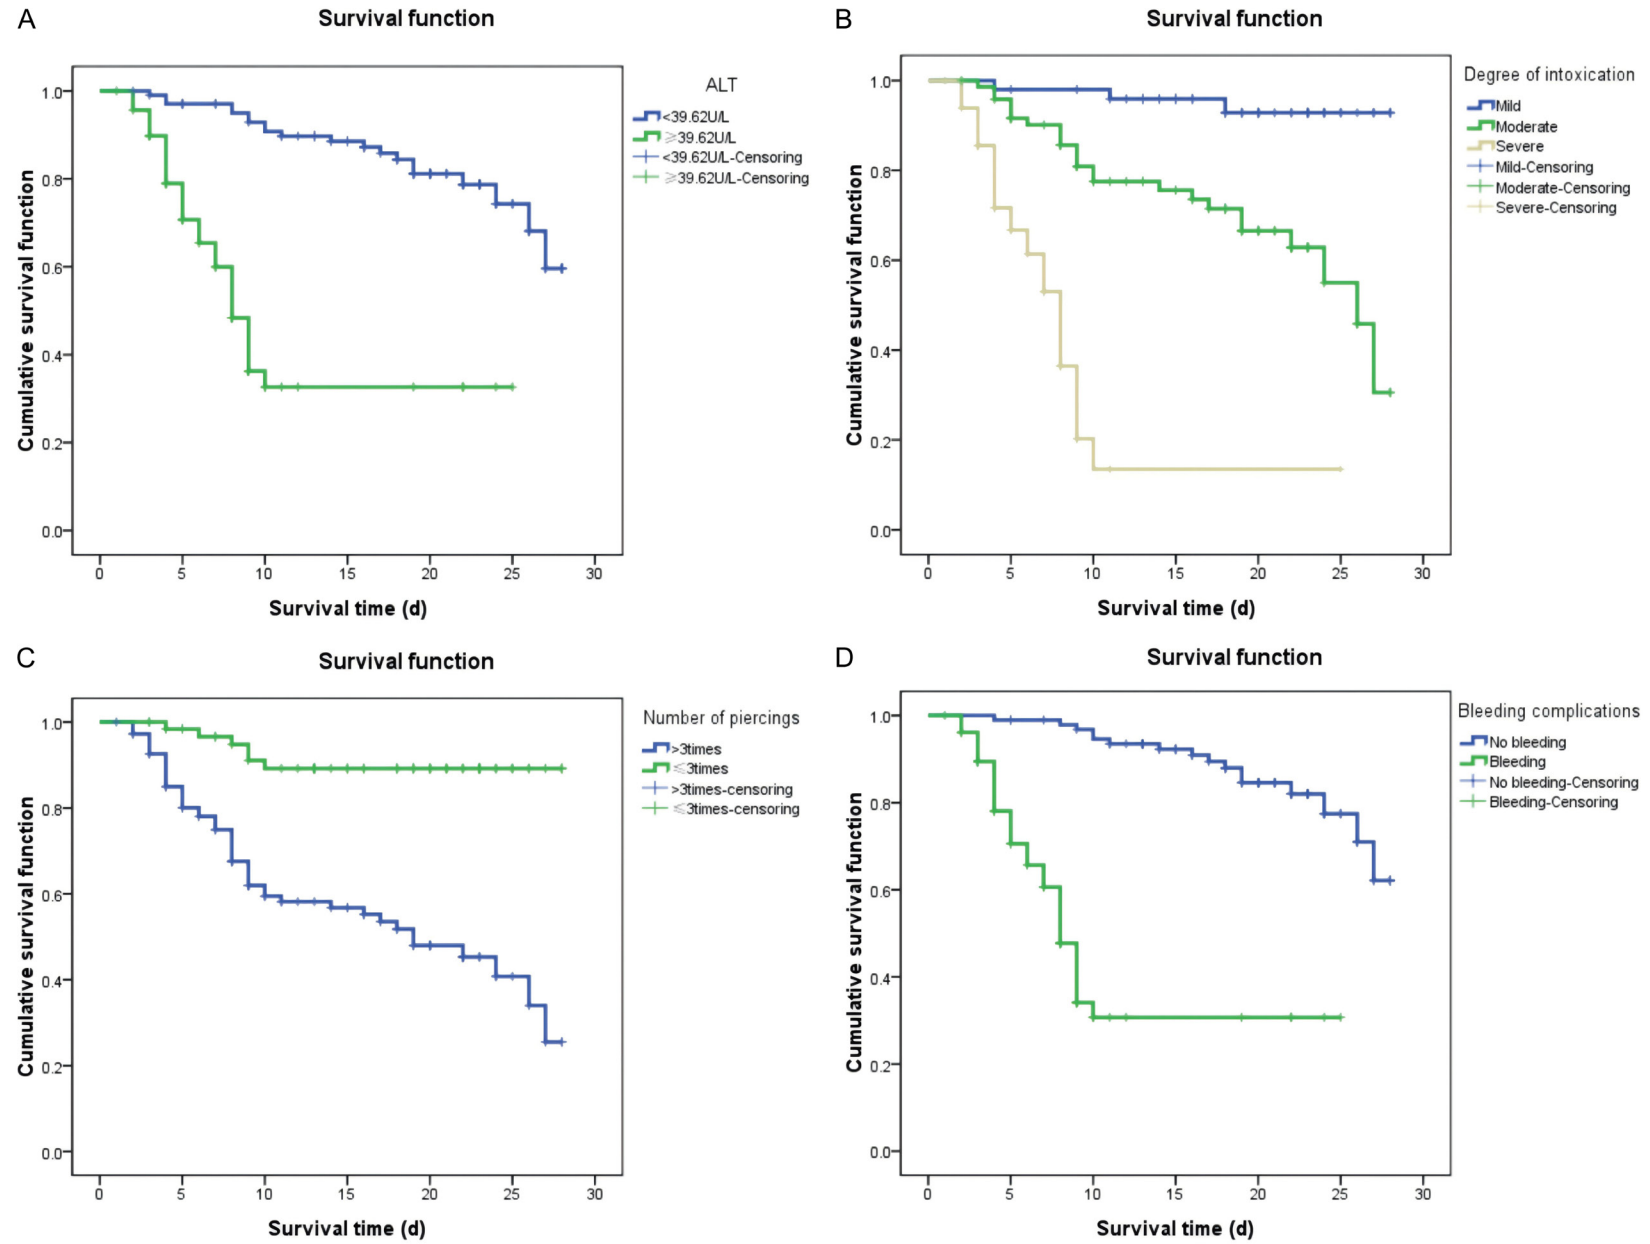 A
Survival function
Cumulative survival function
1.0
0.8
0.6
0.4
0.2
0.0
0 5 10 15 20 25 30
Survival time (d)
ALT
<39.62U/L
≥39.62U/L
<39.62U/L-Censoring
≥39.62U/L-Censoring
B
Survival function
Cumulative survival function
1.0
0.8
0.6
0.4
0.2
0.0
0 5 10 15 20 25 30
Survival time (d)
Degree of intoxication
Mild
Moderate
Severe
Mild-Censoring
Moderate-Censoring
Severe-Censoring
C
Survival function
Cumulative survival function
1.0
0.8
0.6
0.4
0.2
0.0
0 5 10 15 20 25 30
Survival time (d)
Number of piercings
>3times
≤3times
>3times-censoring
≤3times-censoring
D
Survival function
Cumulative survival function
1.0
0.8
0.6
0.4
0.2
0.0
0 5 10 15 20 25 30
Survival time (d)
Bleeding complications
No bleeding
Bleeding
No bleeding-Censoring
Bleeding-Censoring